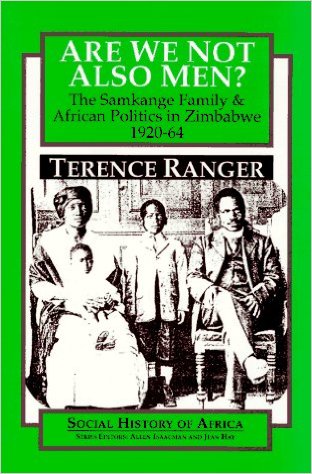 ARE WE NOT
ALSO MEN?
The Samkange Family &
African Politics in Zimbabwe
1920-64
TERENCE RANGER
SOCIAL HISTORY OF AFRICA
SERIES EDITORS: ALLEN ISAACMAN AND JEAN HAY